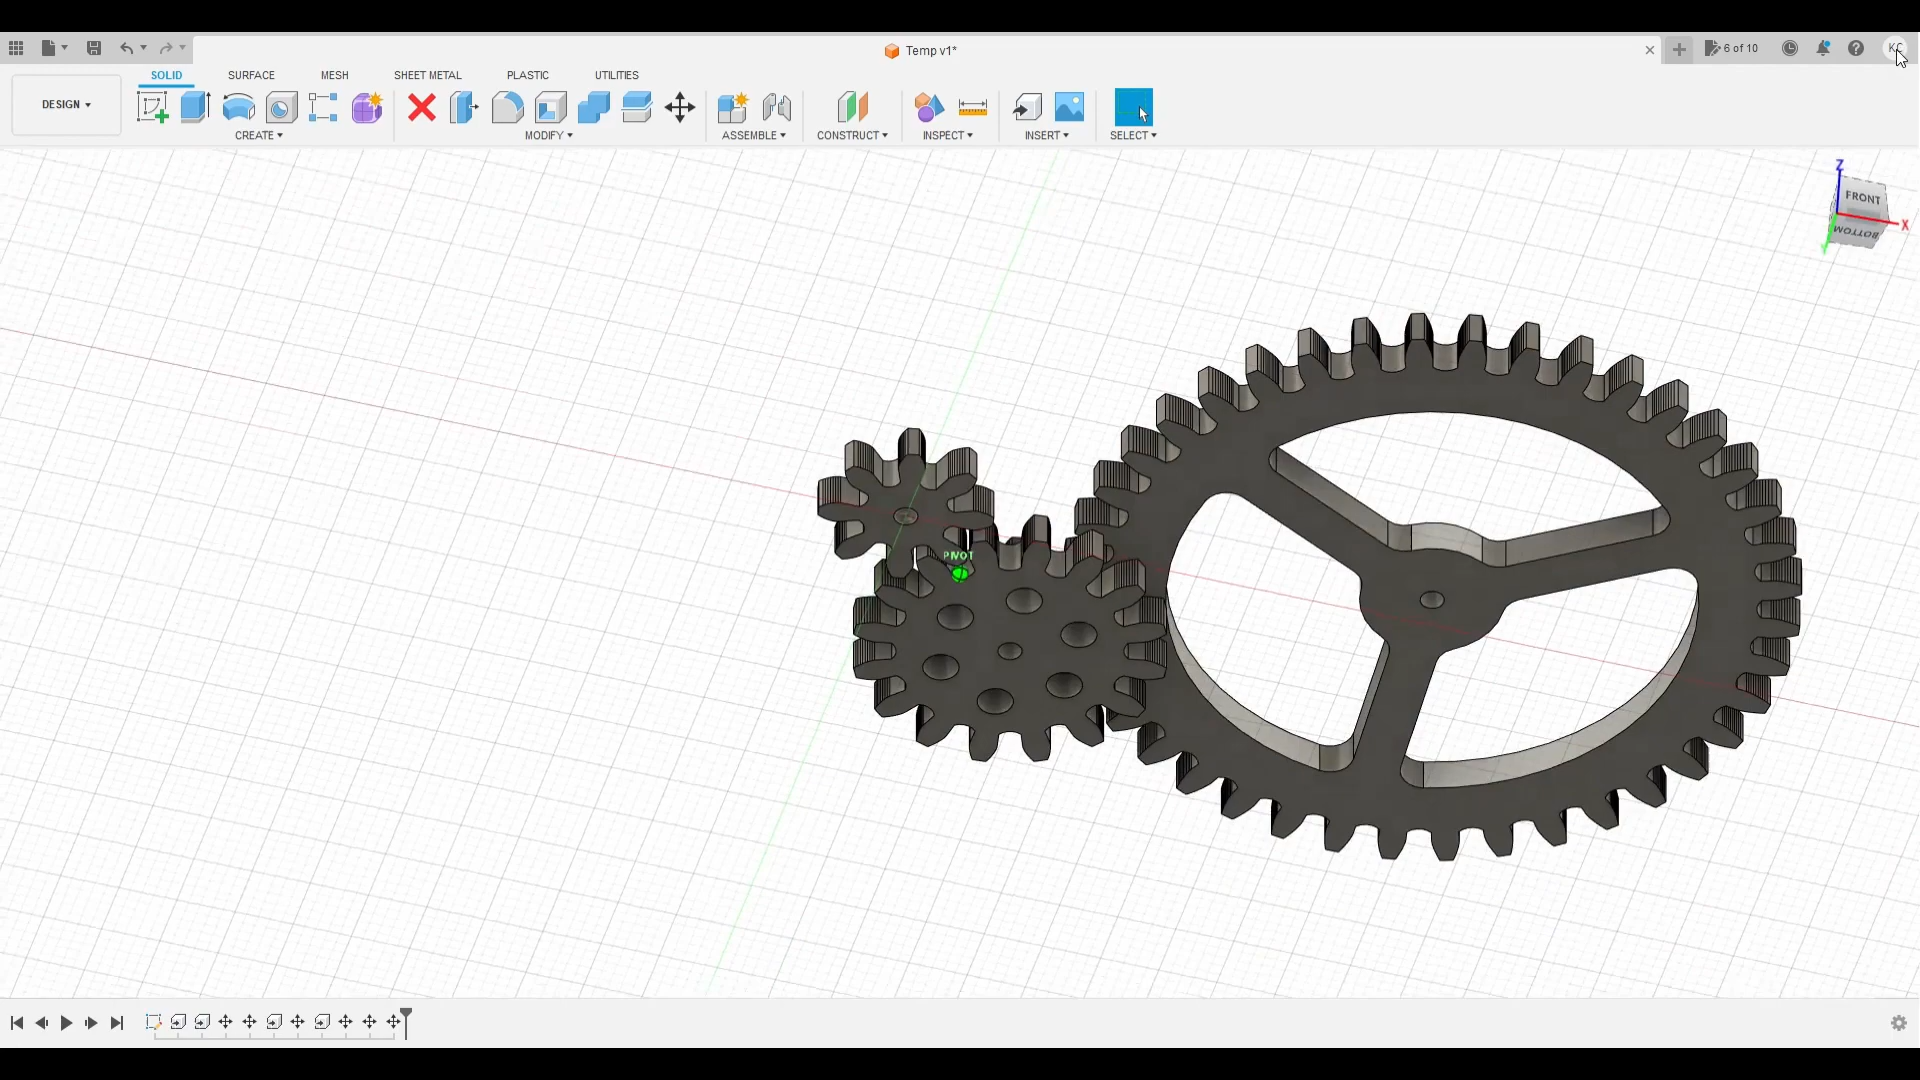 Temp v1*
6 of 10
KC
SOLID SURFACE MESH SHEET METAL PLASTIC UTILITIES
DESIGN
CREATE MODIFY ASSEMBLE CONSTRUCT INSPECT INSERT SELECT
Z
FRONT
X
BOTTOM
Y
PIVOT